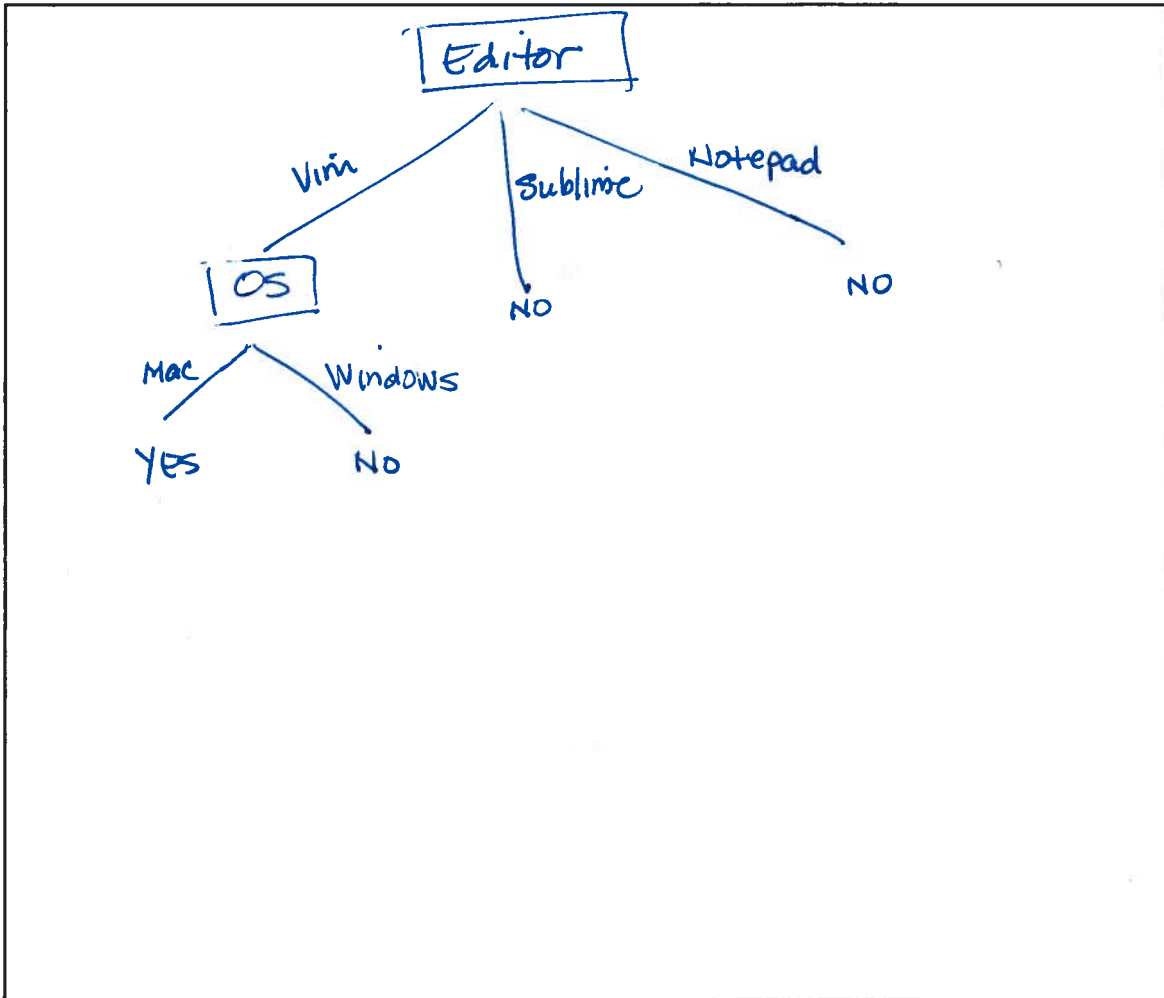 Editor
Vim
Sublime
Notepad
OS
NO
NO
Mac
Windows
YES
NO